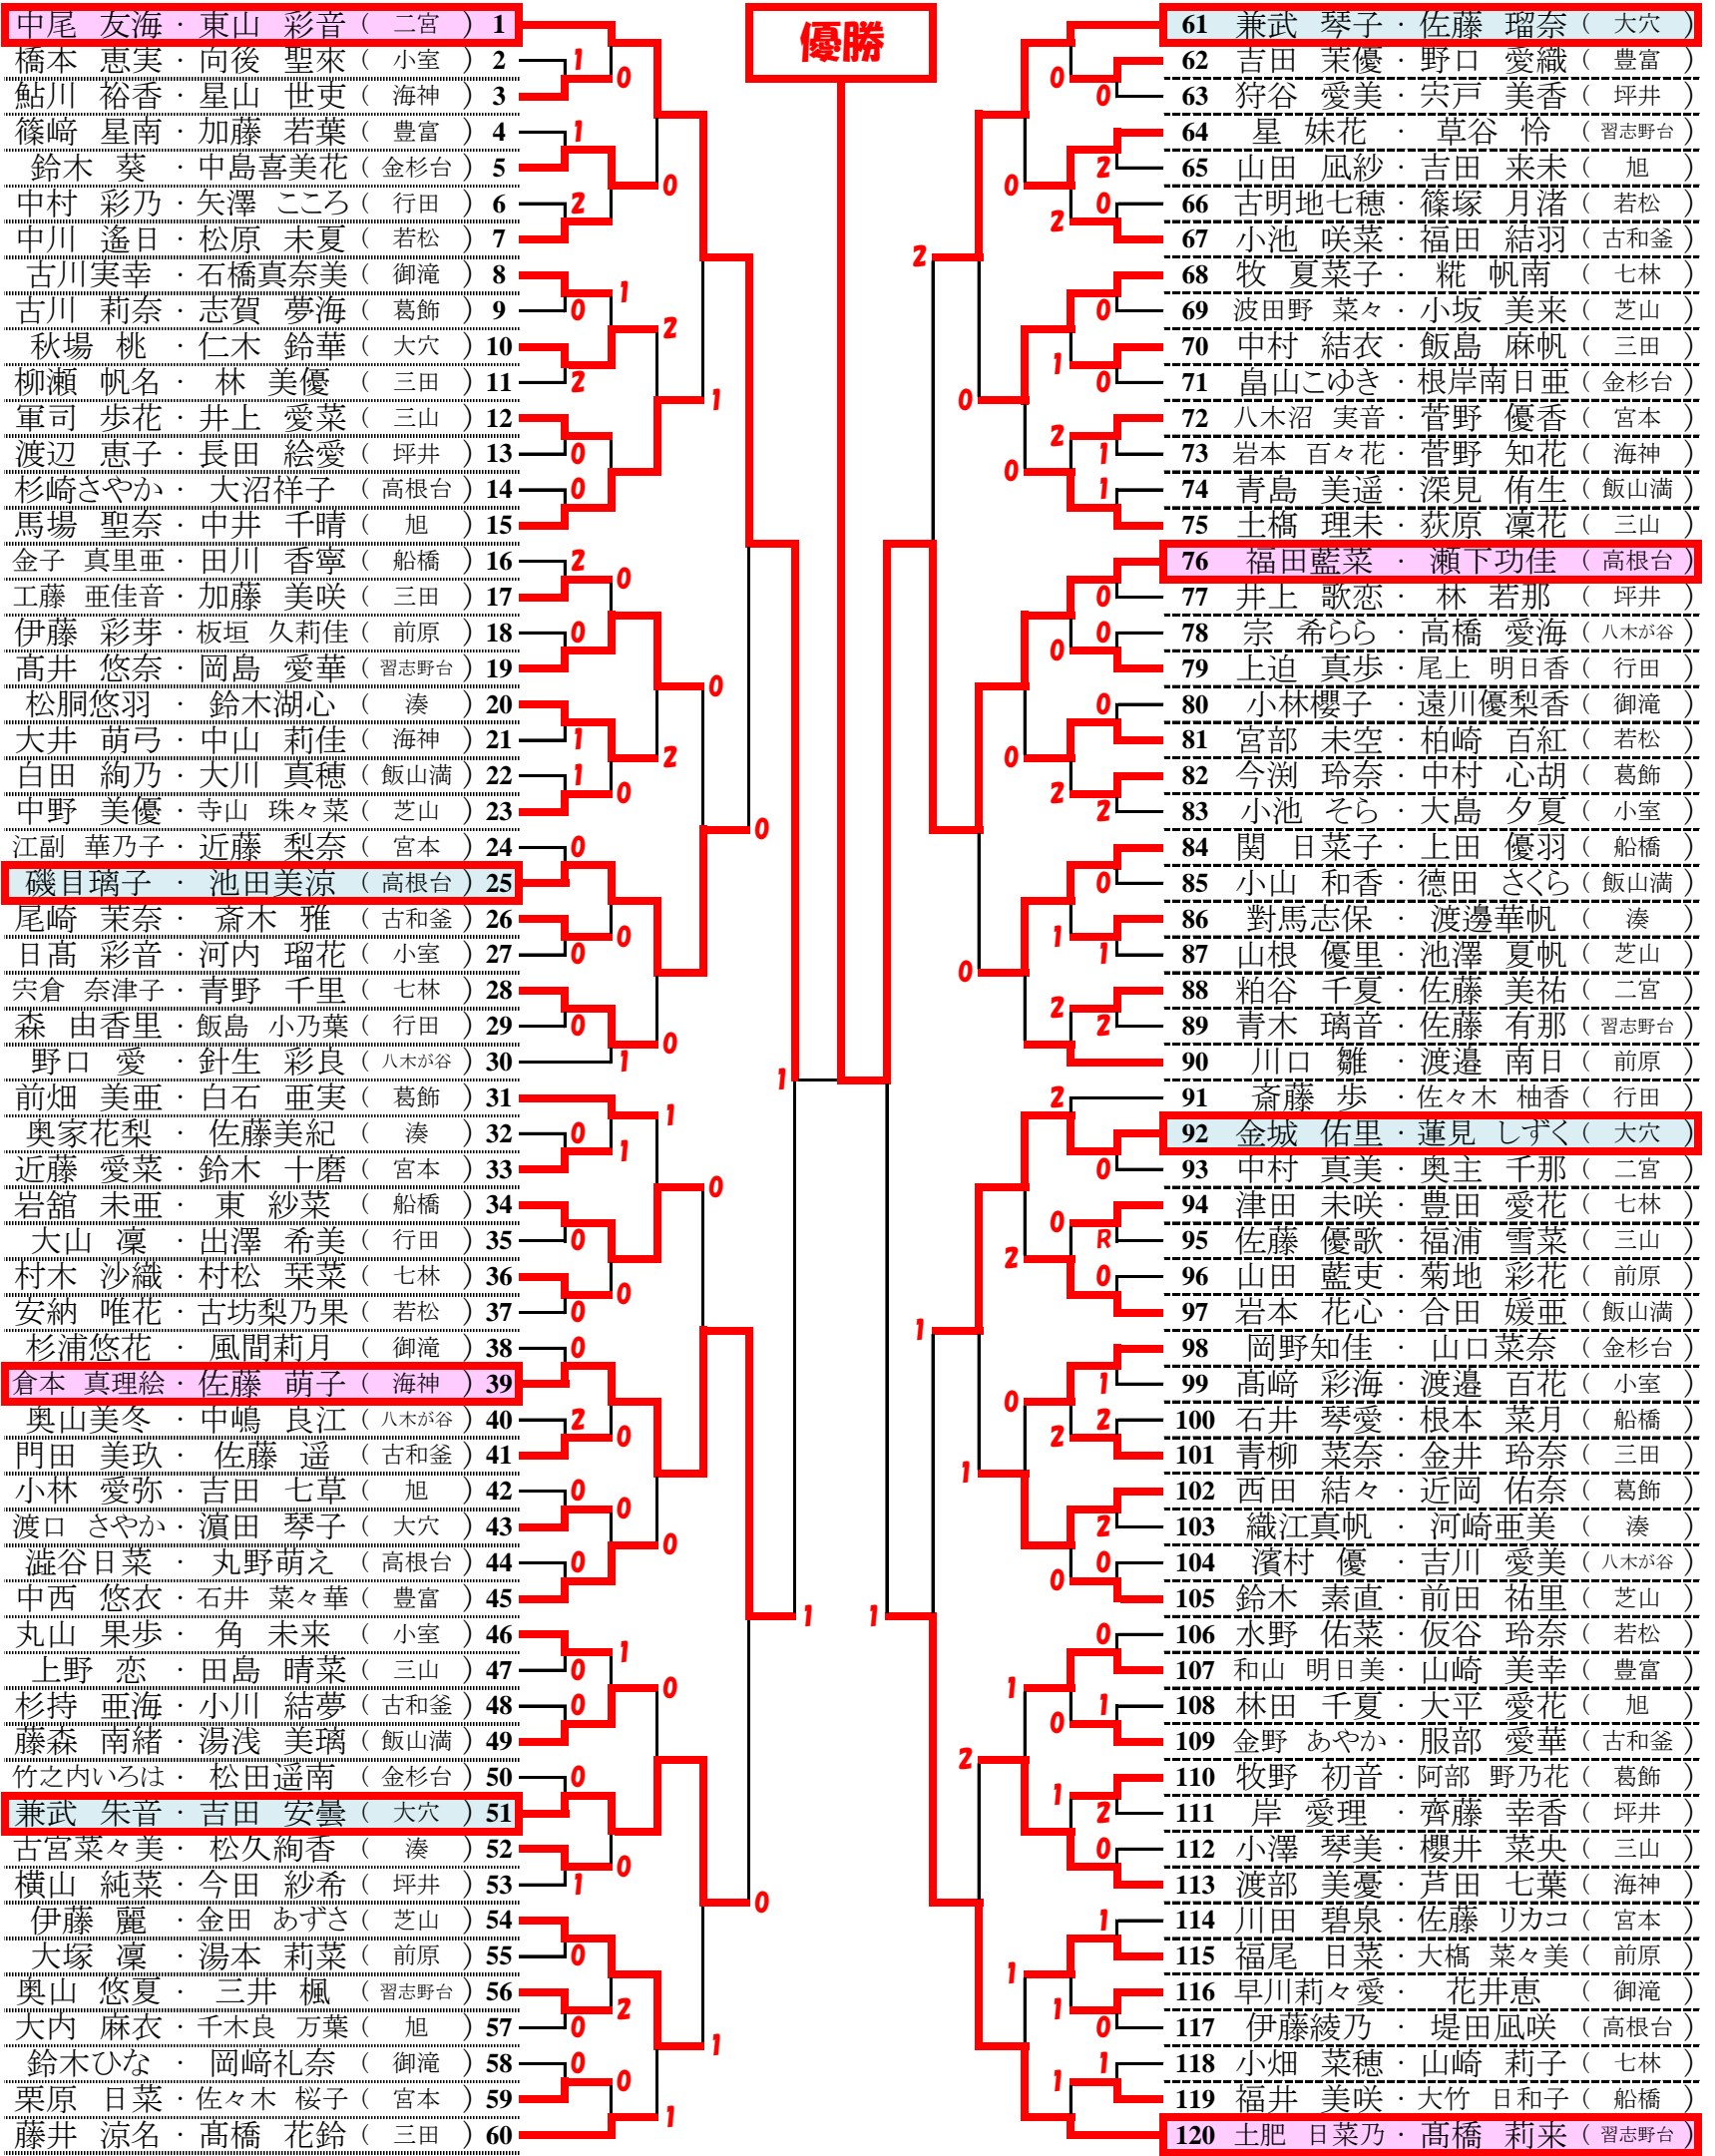 優勝
中尾 友海・東山 彩音 ( 二宮 ) 1
橋本 恵実・向後 聖來 ( 小室 ) 2
鮎川 裕香・星山 世吏 ( 海神 ) 3
篠﨑 星南・加藤 若葉 ( 豊富 ) 4
鈴木 葵・中島喜美花 ( 金杉台 ) 5
中村 彩乃・矢澤 こころ ( 行田 ) 6
中川 遙日・松原 未夏 ( 若松 ) 7
古川実幸・石橋真奈美 ( 御滝 ) 8
古川 莉奈・志賀 夢海 ( 葛飾 ) 9
秋場 桃・仁木 鈴華 ( 大穴 ) 10
柳瀬 帆名・林 美優 ( 三田 ) 11
軍司 歩花・井上 愛菜 ( 三山 ) 12
渡辺 恵子・長田 絵愛 ( 坪井 ) 13
杉崎さやか・大沼祥子 ( 高根台 ) 14
馬場 聖奈・中井 千晴 ( 旭 ) 15
金子 真里亜・田川 香寧 ( 船橋 ) 16
工藤 亜佳音・加藤 美咲 ( 三田 ) 17
伊藤 彩芽・板垣 久莉佳 ( 前原 ) 18
髙井 悠奈・岡島 愛華 ( 習志野台 ) 19
松胴悠羽・鈴木湖心 ( 湊 ) 20
大井 萌弓・中山 莉佳 ( 海神 ) 21
白田 絢乃・大川 真穂 ( 飯山満 ) 22
中野 美優・寺山 珠々菜 ( 芝山 ) 23
江副 華乃子・近藤 梨奈 ( 宮本 ) 24
磯目璃子・池田美涼 ( 高根台 ) 25
尾崎 茉奈・斎木 雅 ( 古和釜 ) 26
日髙 彩音・河内 瑠花 ( 小室 ) 27
宍倉 奈津子・青野 千里 ( 七林 ) 28
森 由香里・飯島 小乃葉 ( 行田 ) 29
野口 愛・針生 彩良 ( 八木が谷 ) 30
前畑 美亜・白石 亜実 ( 葛飾 ) 31
奥家花梨・佐藤美紀 ( 湊 ) 32
近藤 愛菜・鈴木 十磨 ( 宮本 ) 33
岩舘 未亜・東 紗菜 ( 船橋 ) 34
大山 凜・出澤 希美 ( 行田 ) 35
村木 沙織・村松 栞菜 ( 七林 ) 36
安納 唯花・古坊梨乃果 ( 若松 ) 37
杉浦悠花・風間莉月 ( 御滝 ) 38
倉本 真理絵・佐藤 萌子 ( 海神 ) 39
奥山美冬・中嶋 良江 ( 八木が谷 ) 40
門田 美玖・佐藤 遥 ( 古和釜 ) 41
小林 愛弥・吉田 七草 ( 旭 ) 42
渡口 さやか・濵田 琴子 ( 大穴 ) 43
澁谷日菜・丸野萌え ( 高根台 ) 44
中西 悠衣・石井 菜々華 ( 豊富 ) 45
丸山 果歩・角 未来 ( 小室 ) 46
上野 恋・田島 晴菜 ( 三山 ) 47
杉持 亜海・小川 結夢 ( 古和釜 ) 48
藤森 南緒・湯浅 美璃 ( 飯山満 ) 49
竹之内いろは・松田遥南 ( 金杉台 ) 50
兼武 朱音・吉田 安曇 ( 大穴 ) 51
古宮菜々美・松久絢香 ( 湊 ) 52
横山 純菜・今田 紗希 ( 坪井 ) 53
伊藤 麗・金田 あずさ ( 芝山 ) 54
大塚 凜・湯本 莉菜 ( 前原 ) 55
奥山 悠夏・三井 楓 ( 習志野台 ) 56
大内 麻衣・千木良 万葉 ( 旭 ) 57
鈴木ひな・岡﨑礼奈 ( 御滝 ) 58
栗原 日菜・佐々木 桜子 ( 宮本 ) 59
藤井 涼名・髙橋 花鈴 ( 三田 ) 60
61 兼武 琴子・佐藤 瑠奈 ( 大穴 )
62 吉田 茉優・野口 愛織 ( 豊富 )
63 狩谷 愛美・宍戸 美香 ( 坪井 )
64 星 妹花・草谷 怜 ( 習志野台 )
65 山田 凪紗・吉田 来未 ( 旭 )
66 古明地七穂・篠塚 月渚 ( 若松 )
67 小池 咲菜・福田 結羽 ( 古和釜 )
68 牧 夏菜子・糀 帆南 ( 七林 )
69 波田野 菜々・小坂 美来 ( 芝山 )
70 中村 結衣・飯島 麻帆 ( 三田 )
71 畠山こゆき・根岸南日亜 ( 金杉台 )
72 八木沼 実音・菅野 優香 ( 宮本 )
73 岩本 百々花・菅野 知花 ( 海神 )
74 青島 美遥・深見 侑生 ( 飯山満 )
75 土槗 理未・荻原 凜花 ( 三山 )
76 福田藍菜・瀬下功佳 ( 高根台 )
77 井上 歌恋・林 若那 ( 坪井 )
78 宗 希らら・高橋 愛海 ( 八木が谷 )
79 上迫 真歩・尾上 明日香 ( 行田 )
80 小林櫻子・遠川優梨香 ( 御滝 )
81 宮部 未空・柏崎 百紅 ( 若松 )
82 今渕 玲奈・中村 心胡 ( 葛飾 )
83 小池 そら・大島 夕夏 ( 小室 )
84 関 日菜子・上田 優羽 ( 船橋 )
85 小山 和香・德田 さくら ( 飯山満 )
86 對馬志保・渡邊華帆 ( 湊 )
87 山根 優里・池澤 夏帆 ( 芝山 )
88 粕谷 千夏・佐藤 美祐 ( 二宮 )
89 青木 璃音・佐藤 有那 ( 習志野台 )
90 川口 雛・渡邉 南日 ( 前原 )
91 斎藤 歩・佐々木 柚香 ( 行田 )
92 金城 佑里・蓮見 しずく ( 大穴 )
93 中村 真美・奥主 千那 ( 二宮 )
94 津田 未咲・豊田 愛花 ( 七林 )
95 佐藤 優歌・福浦 雪菜 ( 三山 )
96 山田 藍吏・菊地 彩花 ( 前原 )
97 岩本 花心・合田 媛亜 ( 飯山満 )
98 岡野知佳・山口菜奈 ( 金杉台 )
99 髙﨑 彩海・渡邉 百花 ( 小室 )
100 石井 琴愛・根本 菜月 ( 船橋 )
101 青柳 菜奈・金井 玲奈 ( 三田 )
102 西田 結々・近岡 佑奈 ( 葛飾 )
103 織江真帆・河崎亜美 ( 湊 )
104 濱村 優・吉川 愛美 ( 八木が谷 )
105 鈴木 素直・前田 祐里 ( 芝山 )
106 水野 佑菜・仮谷 玲奈 ( 若松 )
107 和山 明日美・山崎 美幸 ( 豊富 )
108 林田 千夏・大平 愛花 ( 旭 )
109 金野 あやか・服部 愛華 ( 古和釜 )
110 牧野 初音・阿部 野乃花 ( 葛飾 )
111 岸 愛理・齊藤 幸香 ( 坪井 )
112 小澤 琴美・櫻井 菜央 ( 三山 )
113 渡部 美憂・芦田 七葉 ( 海神 )
114 川田 碧泉・佐藤 リカコ ( 宮本 )
115 福尾 日菜・大槗 菜々美 ( 前原 )
116 早川莉々愛・花井恵 ( 御滝 )
117 伊藤綾乃・堤田凪咲 ( 高根台 )
118 小畑 菜穂・山崎 莉子 ( 七林 )
119 福井 美咲・大竹 日和子 ( 船橋 )
120 土肥 日菜乃・髙橋 莉来 ( 習志野台 )